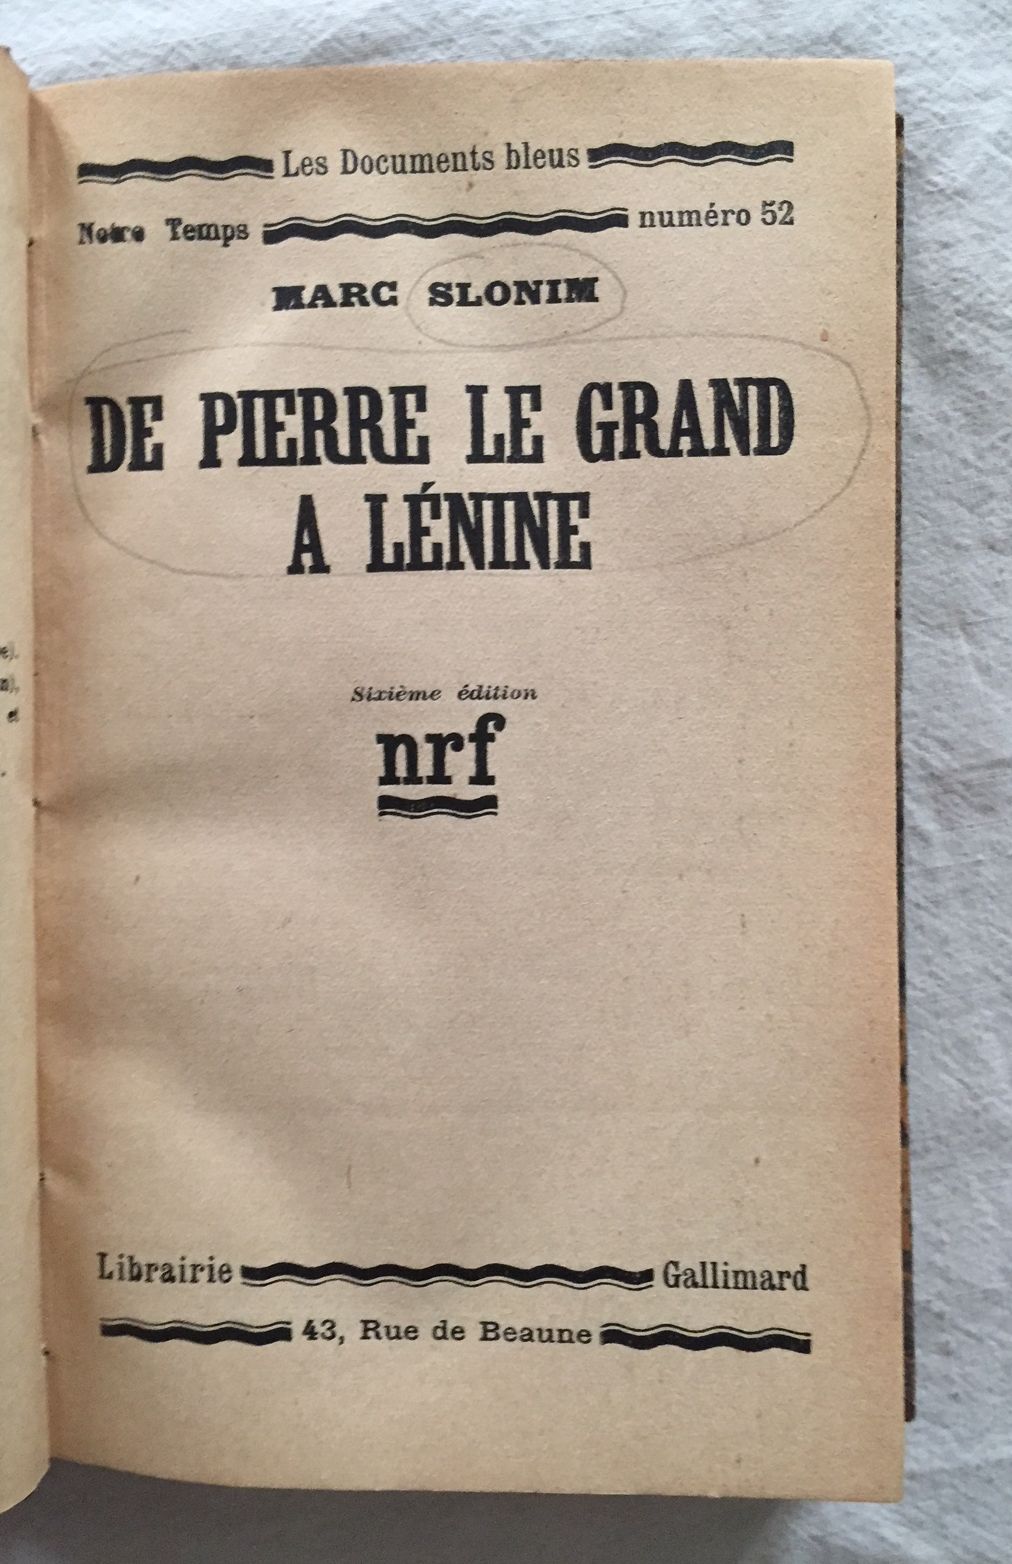 Les Documents bleus
Notre Temps numéro 52
MARC SLONIM
DE PIERRE LE GRAND
A LÉNINE
Sixième édition
nrf
Librairie Gallimard
43, Rue de Beaune